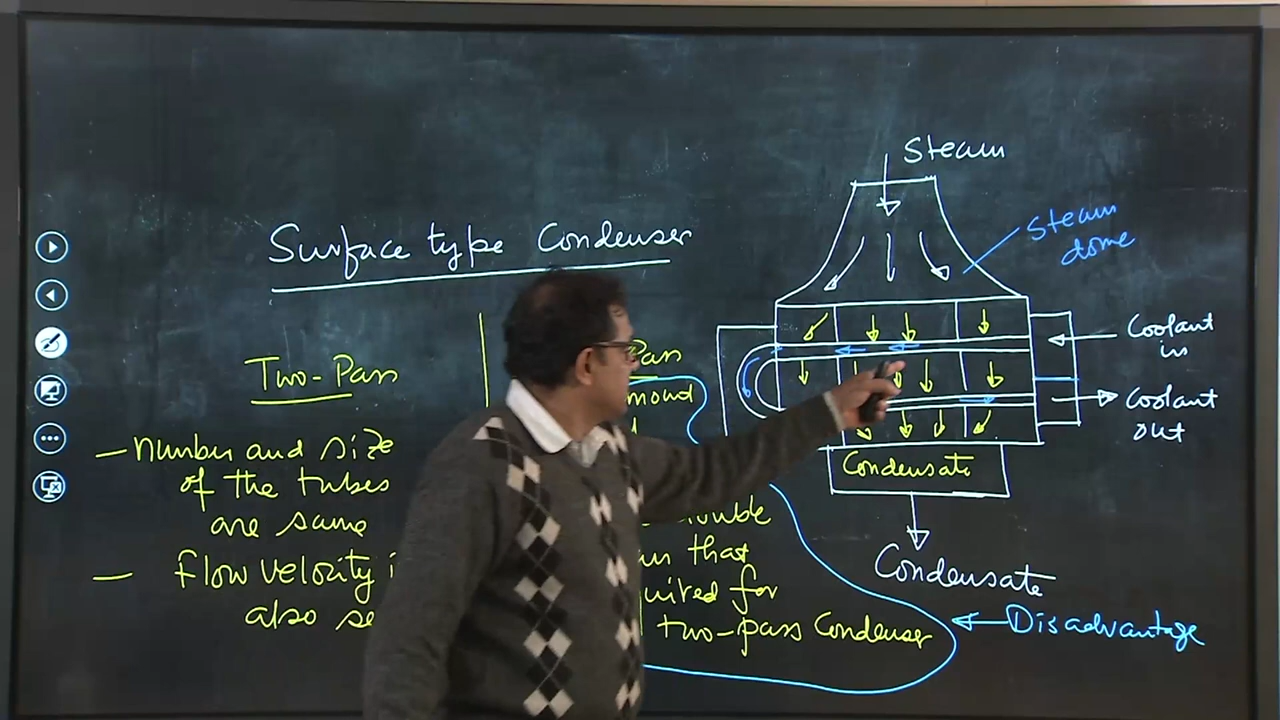 Steam
Steam
dome
Surface type Condenser
Coolant
in
Coolant
out
Two-Pass
Pass
– Number and size
of the tubes
are same
– Flow velocity
also
that
for
two-pass Condenser
Condensate
Condensate
Disadvantage